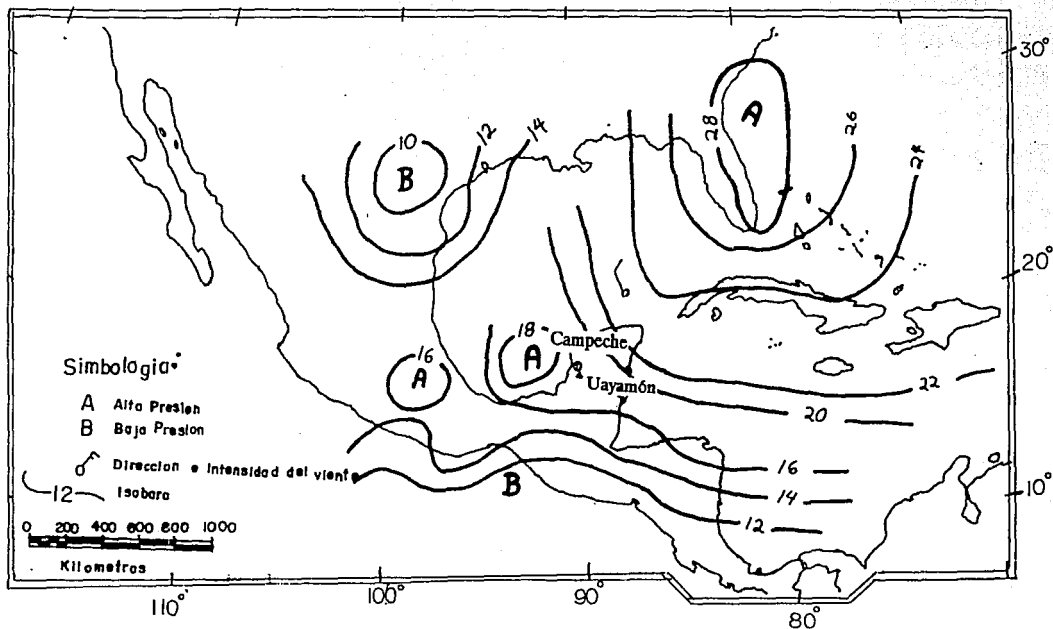 30°
20°
10°
110°
100°
90°
80°
10
12
14
B
28
A
26
24
18
A
Campeche
16
A
Uayamón
22
20
16
14
12
B
Simbologia
A Alta Presion
B Baja Presion
Direccion e Intensidad del viento
12 Isobara
0 200 400 600 800 1000
Kilometros